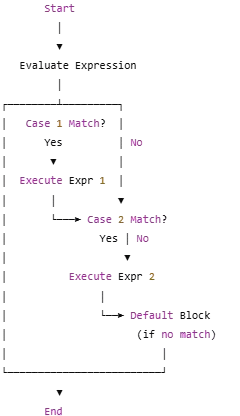 Start
Evaluate Expression
Case 1 Match?
Yes No
Execute Expr 1
Case 2 Match?
Yes No
Execute Expr 2
Default Block
(if no match)
End